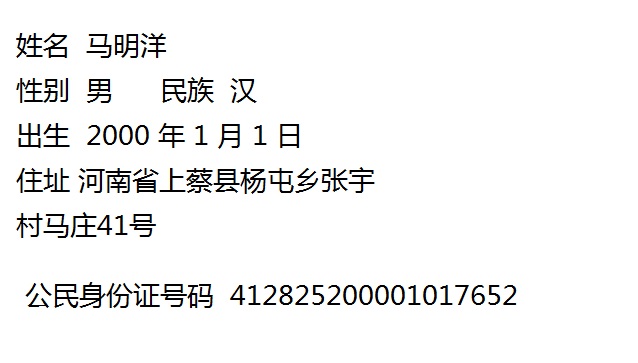 姓名 马明洋
性别 男 民族 汉
出生 2000 年 1 月 1 日
住址 河南省上蔡县杨屯乡张宇
村马庄41号
公民身份证号码 412825200001017652